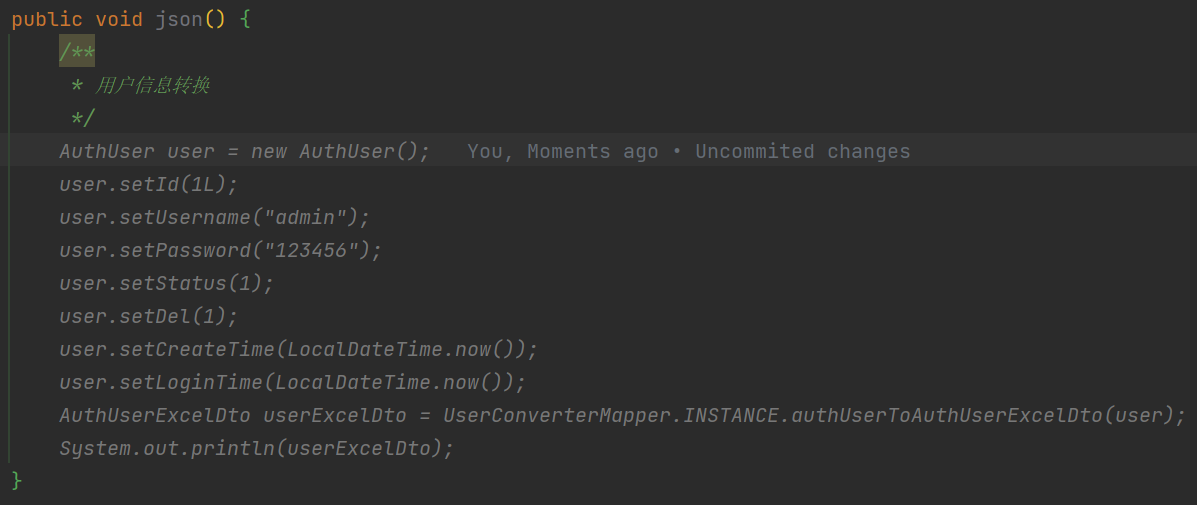 public void json() {
    /**
     * 用户信息转换
     */
    AuthUser user = new AuthUser();   You, Moments ago • Uncommited changes
    user.setId(1L);
    user.setUsername("admin");
    user.setPassword("123456");
    user.setStatus(1);
    user.setDel(1);
    user.setCreateTime(LocalDateTime.now());
    user.setLoginTime(LocalDateTime.now());
    AuthUserExcelDto userExcelDto = UserConverterMapper.INSTANCE.authUserToAuthUserExcelDto(user);
    System.out.println(userExcelDto);
}